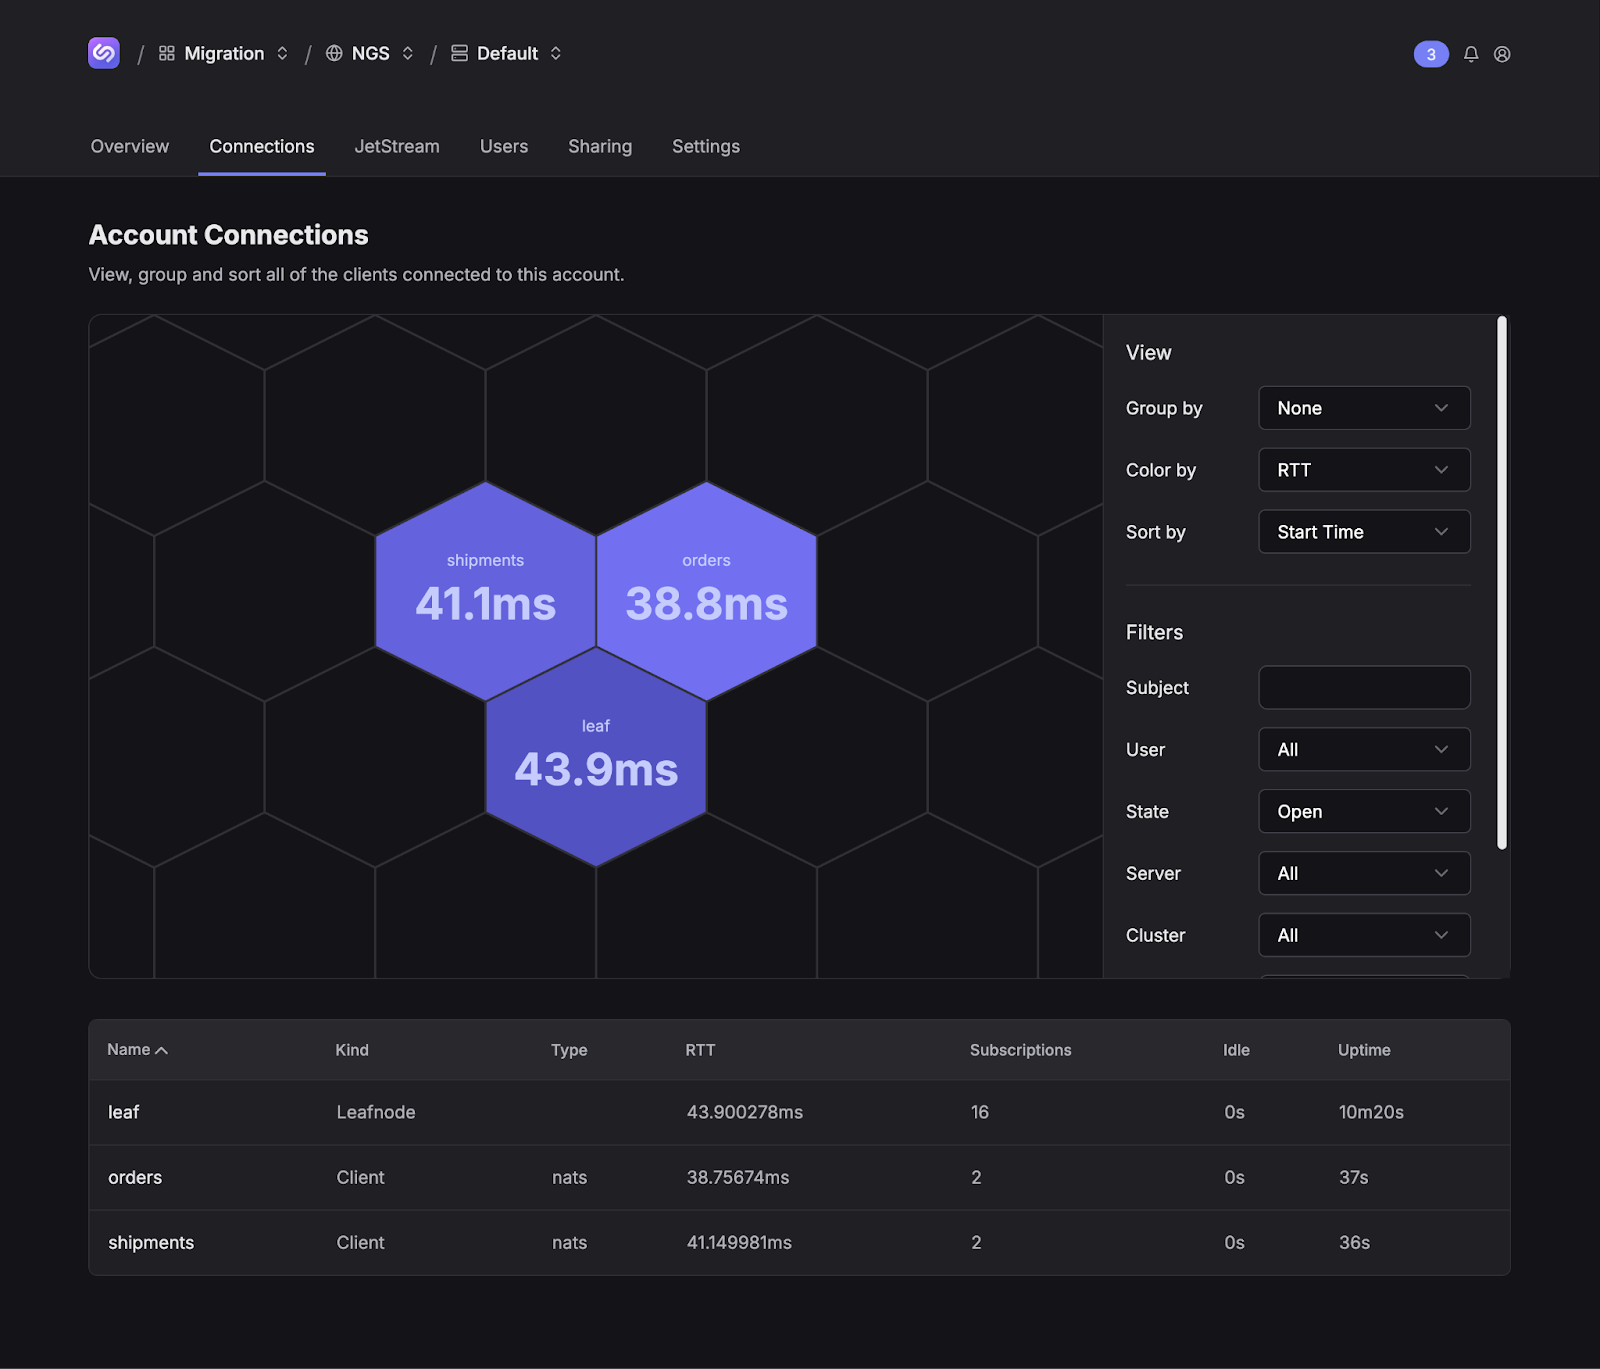 / Migration / NGS / Default 3
Overview Connections JetStream Users Sharing Settings
Account Connections
View, group and sort all of the clients connected to this account.
shipments
41.1ms
orders
38.8ms
leaf
43.9ms
View
Group by None
Color by RTT
Sort by Start Time
Filters
Subject
User All
State Open
Server All
Cluster All
Name Kind Type RTT Subscriptions Idle Uptime
leaf Leafnode 43.900278ms 16 0s 10m20s
orders Client nats 38.75674ms 2 0s 37s
shipments Client nats 41.149981ms 2 0s 36s